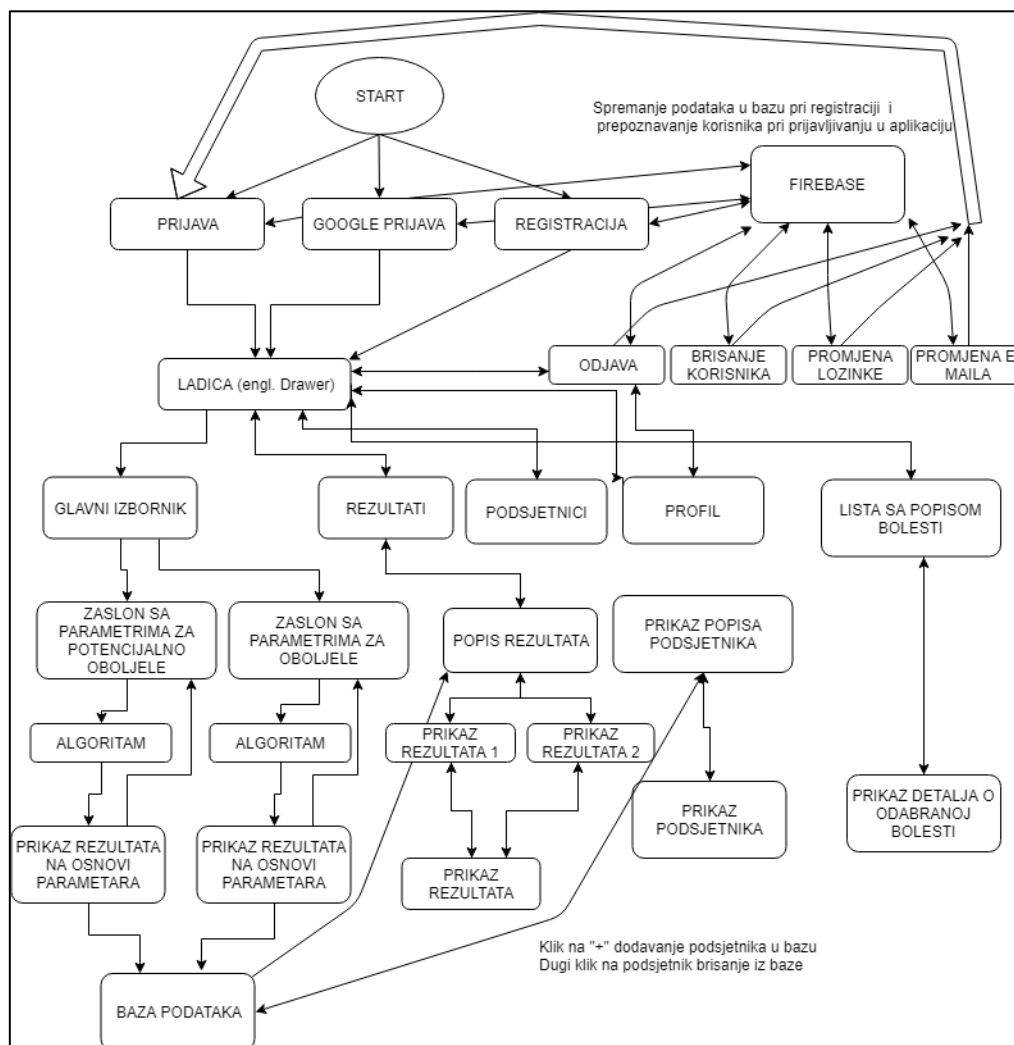 START
Spremanje podataka u bazu pri registraciji i
prepoznavanje korisnika pri prijavljivanju u aplikaciju
FIREBASE
PRIJAVA
GOOGLE PRIJAVA
REGISTRACIJA
LADICA (engl. Drawer)
ODJAVA
BRISANJE
KORISNIKA
PROMJENA
LOZINKE
PROMJENA E
MAILA
GLAVNI IZBORNIK
REZULTATI
PODSJETNICI
PROFIL
LISTA SA POPISOM
BOLESTI
ZASLON SA
PARAMETRIMA ZA
POTENCIJALNO
OBOLJELE
ZASLON SA
PARAMETRIMA ZA
OBOLJELE
POPIS REZULTATA
PRIKAZ POPISA
PODSJETNIKA
ALGORITAM
ALGORITAM
PRIKAZ
REZULTATA 1
PRIKAZ
REZULTATA 2
PRIKAZ
PODSJETNIKA
PRIKAZ DETALJA O
ODABRANOJ
BOLESTI
PRIKAZ REZULTATA
NA OSNOVI
PARAMETARA
PRIKAZ REZULTATA
NA OSNOVI
PARAMETARA
PRIKAZ
REZULTATA
Klik na "+" dodavanje podsjetnika u bazu
Dugi klik na podsjetnik brisanje iz baze
BAZA PODATAKA